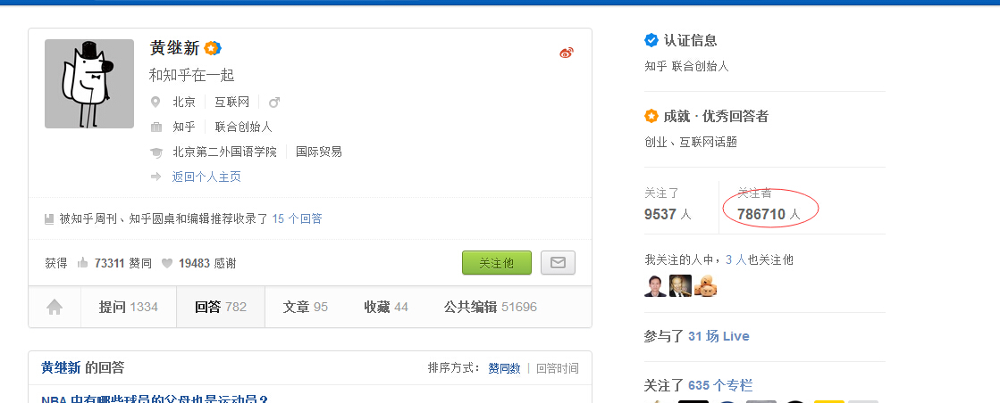 黄继新
和知乎在一起
北京 互联网
知乎 联合创始人
北京第二外国语学院 国际贸易
返回个人主页
被知乎周刊、知乎圆桌和编辑推荐收录了 15 个回答
获得 73311 赞同 19483 感谢
关注他
提问 1334 回答 782 文章 95 收藏 44 公共编辑 51696
黄继新 的回答
排序方式： 赞同数 回答时间
NBA 中有哪些球员的父母也是运动员？
认证信息
知乎 联合创始人
成就 · 优秀回答者
创业、互联网话题
关注了 关注者
9537 人 786710 人
我关注的人中，3 人也关注他
参与了 31 场 Live
关注了 635 个专栏